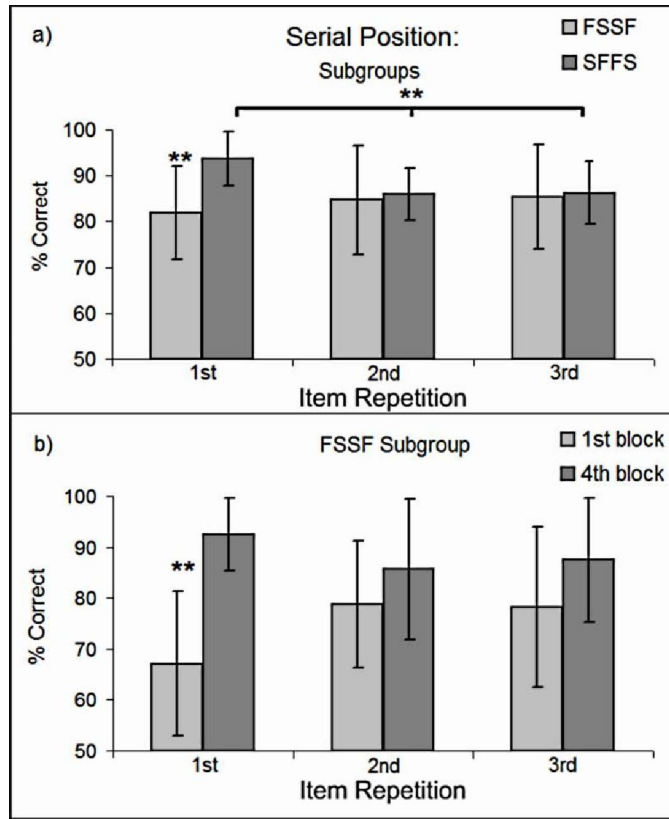 a)
Serial Position:
Subgroups
FSSF
SFFS
**
**
% Correct
100
90
80
70
60
50
1st
2nd
3rd
Item Repetition
b)
FSSF Subgroup
1st block
4th block
**
% Correct
100
90
80
70
60
50
1st
2nd
3rd
Item Repetition